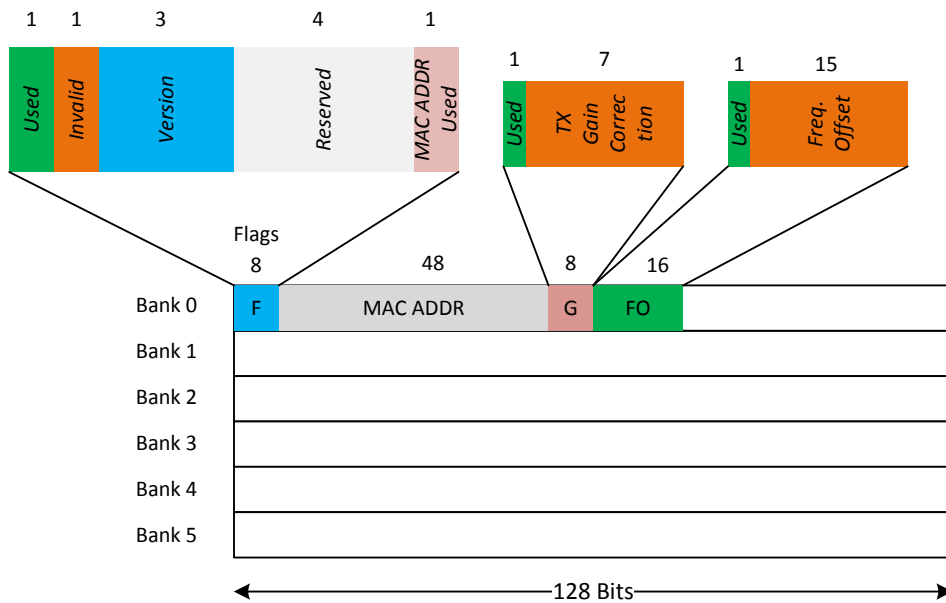 1 1 3 4 1
Used
Invalid
Version
Reserved
MAC ADDR
Used
1 7
Used
TX
Gain
Correc
tion
1 15
Used
Freq.
Offset
Flags
8 48 8 16
Bank 0 F MAC ADDR G FO
Bank 1
Bank 2
Bank 3
Bank 4
Bank 5
128 Bits